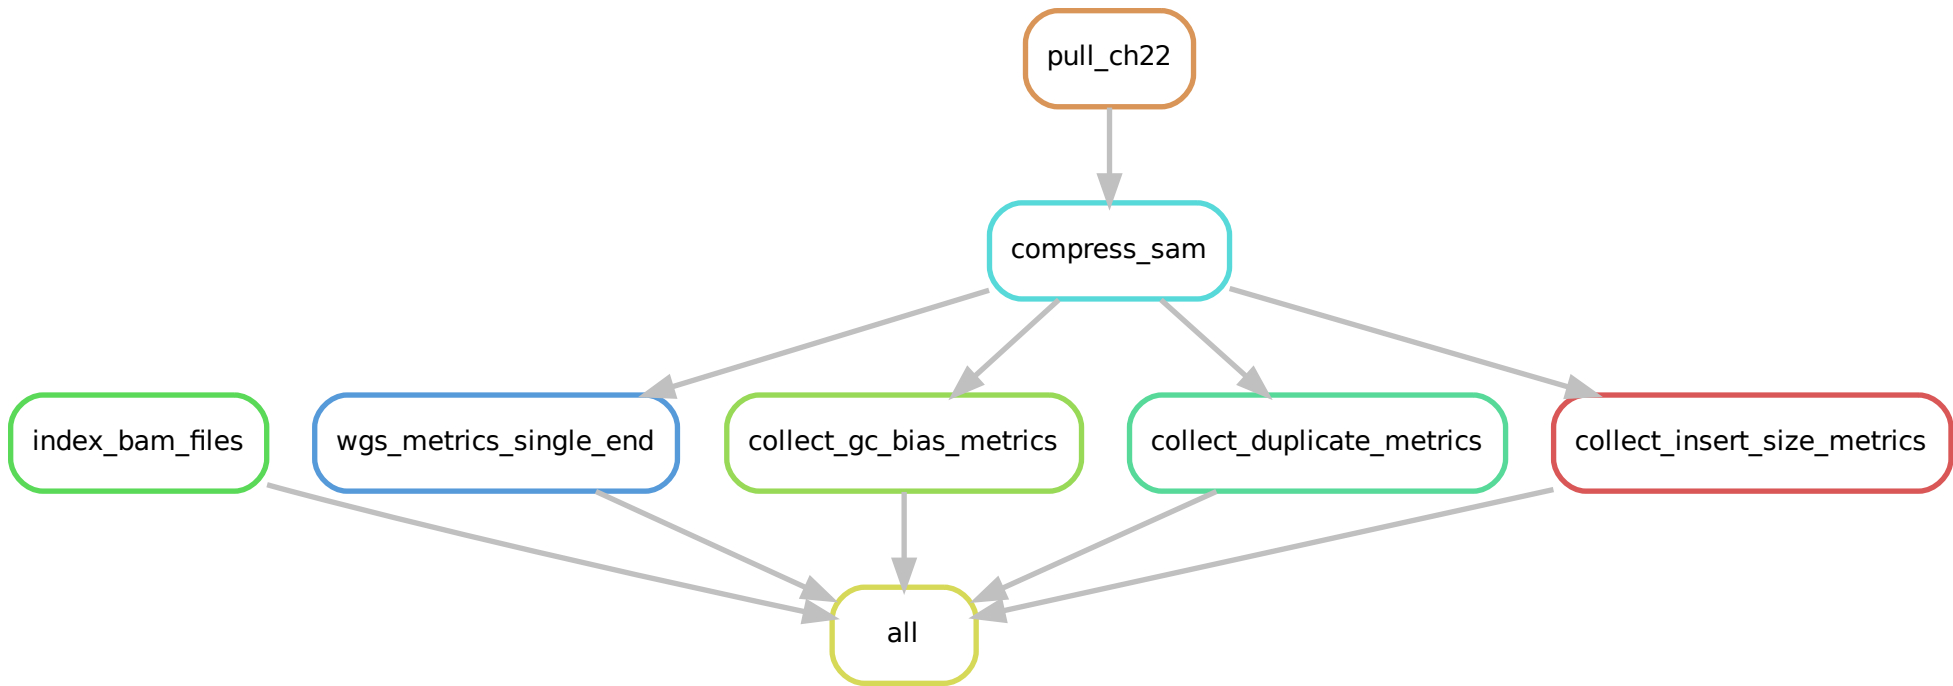 pull_ch22
compress_sam
index_bam_files
wgs_metrics_single_end
collect_gc_bias_metrics
collect_duplicate_metrics
collect_insert_size_metrics
all